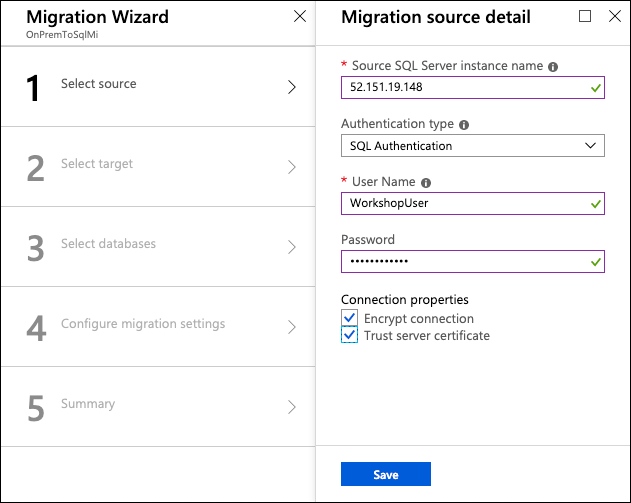 Migration Wizard
OnPremToSqlMi
1 Select source
2 Select target
3 Select databases
4 Configure migration settings
5 Summary
Migration source detail
* Source SQL Server instance name
52.151.19.148
Authentication type
SQL Authentication
* User Name
WorkshopUser
Password
••••••••••••
Connection properties
Encrypt connection
Trust server certificate
Save